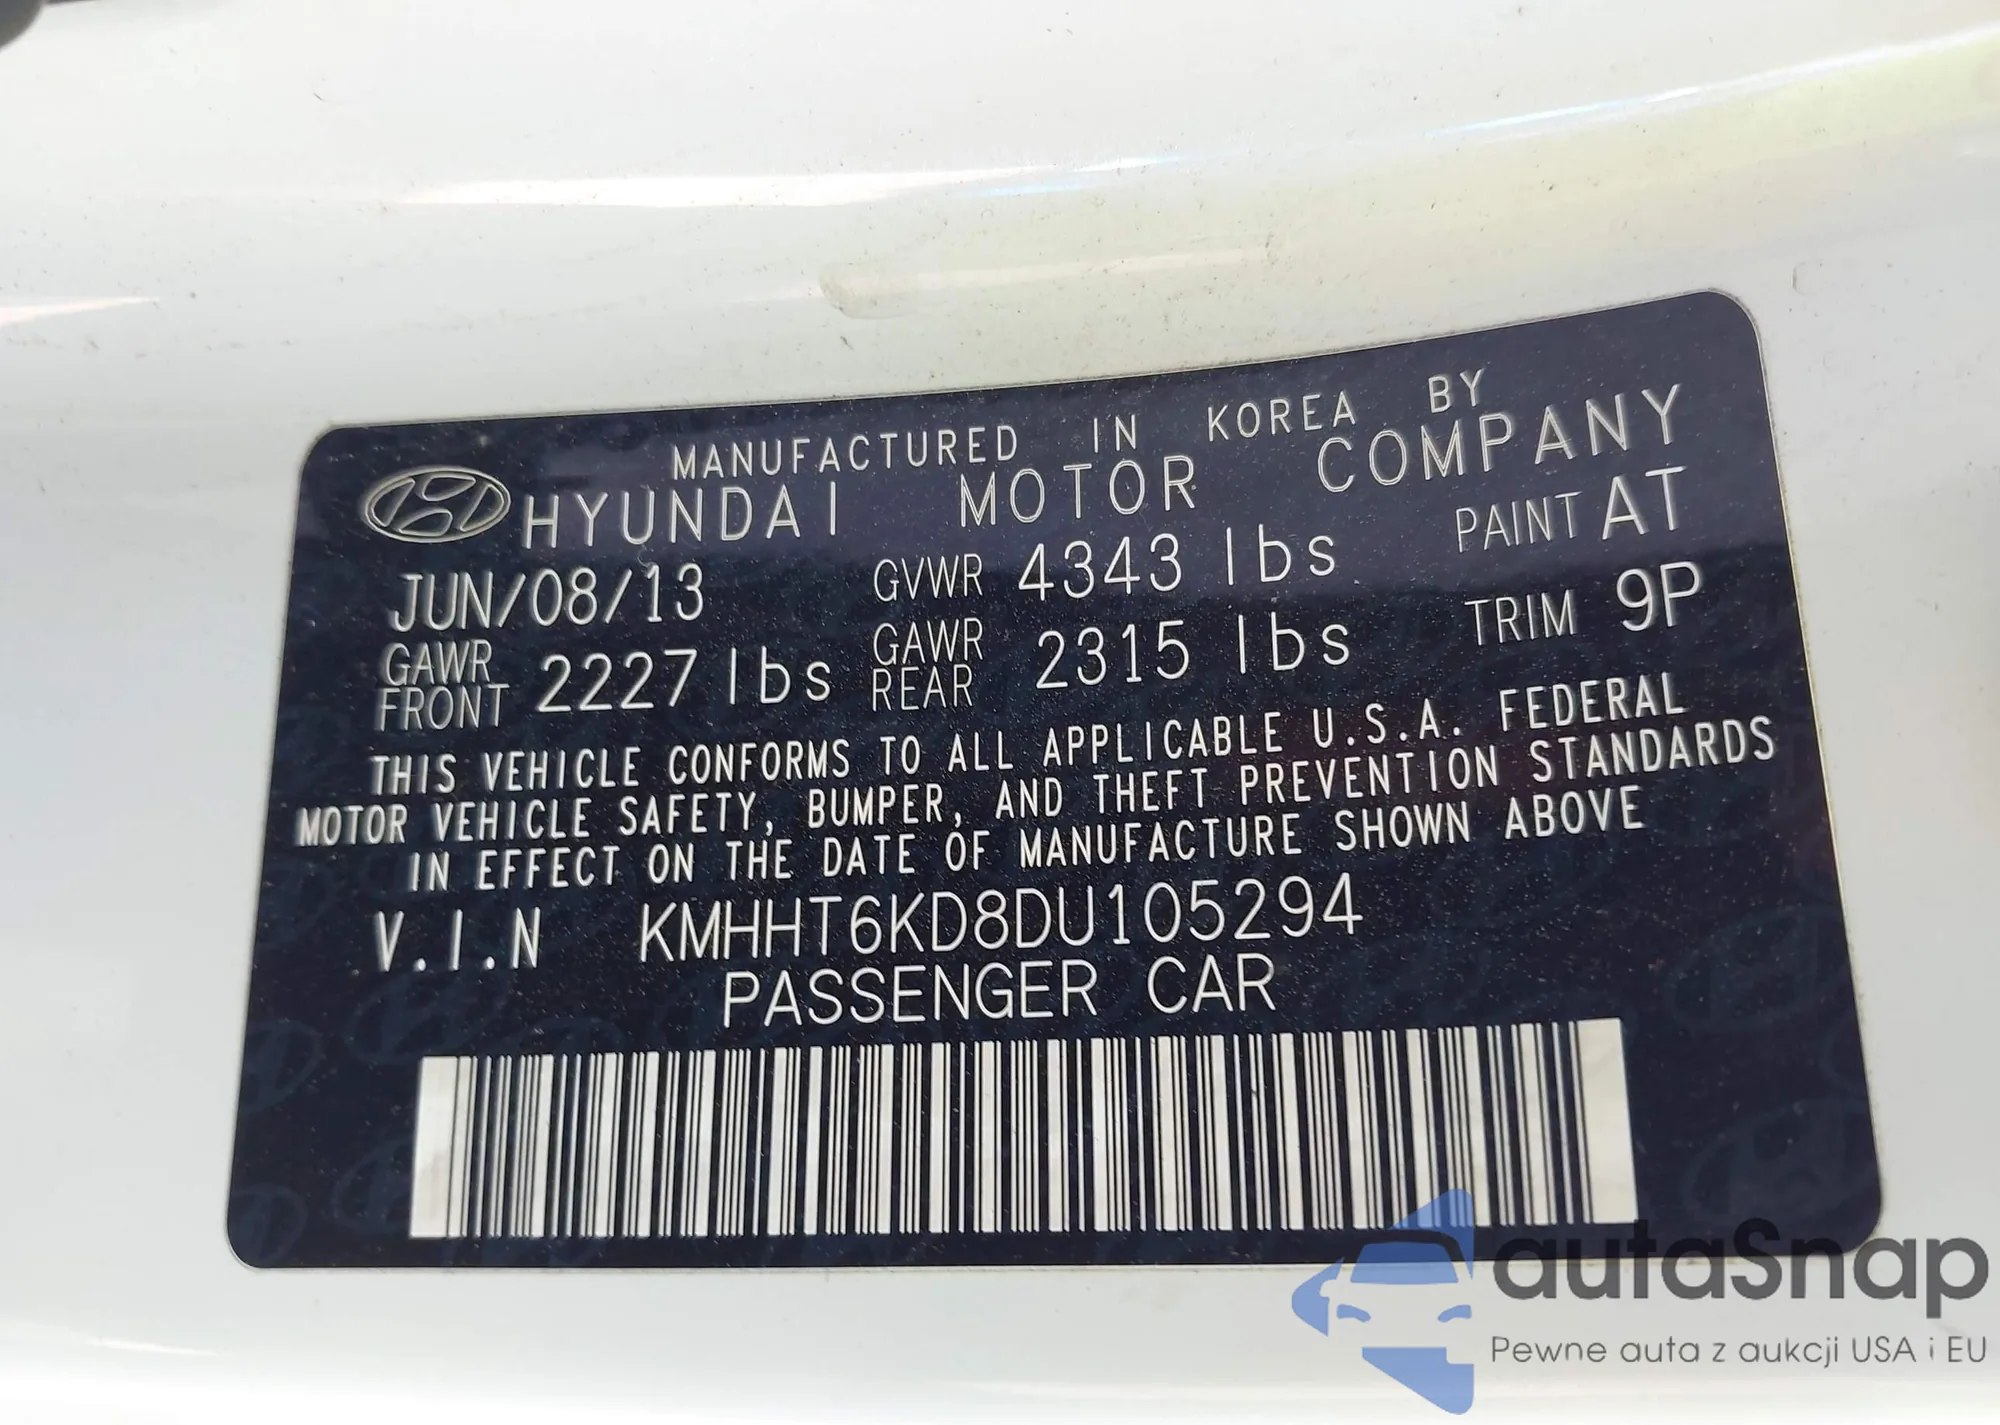 MANUFACTURED IN KOREA BY
HYUNDAI MOTOR COMPANY
JUN/08/13 GVWR 4343 lbs PAINT AT
GAWR FRONT 2227 lbs GAWR REAR 2315 lbs TRIM 9P
THIS VEHICLE CONFORMS TO ALL APPLICABLE U.S.A. FEDERAL
MOTOR VEHICLE SAFETY, BUMPER, AND THEFT PREVENTION STANDARDS
IN EFFECT ON THE DATE OF MANUFACTURE SHOWN ABOVE
V.I.N KMHHT6KD8DU105294
PASSENGER CAR
autaSnap
Pewne auta z aukcji USA i EU